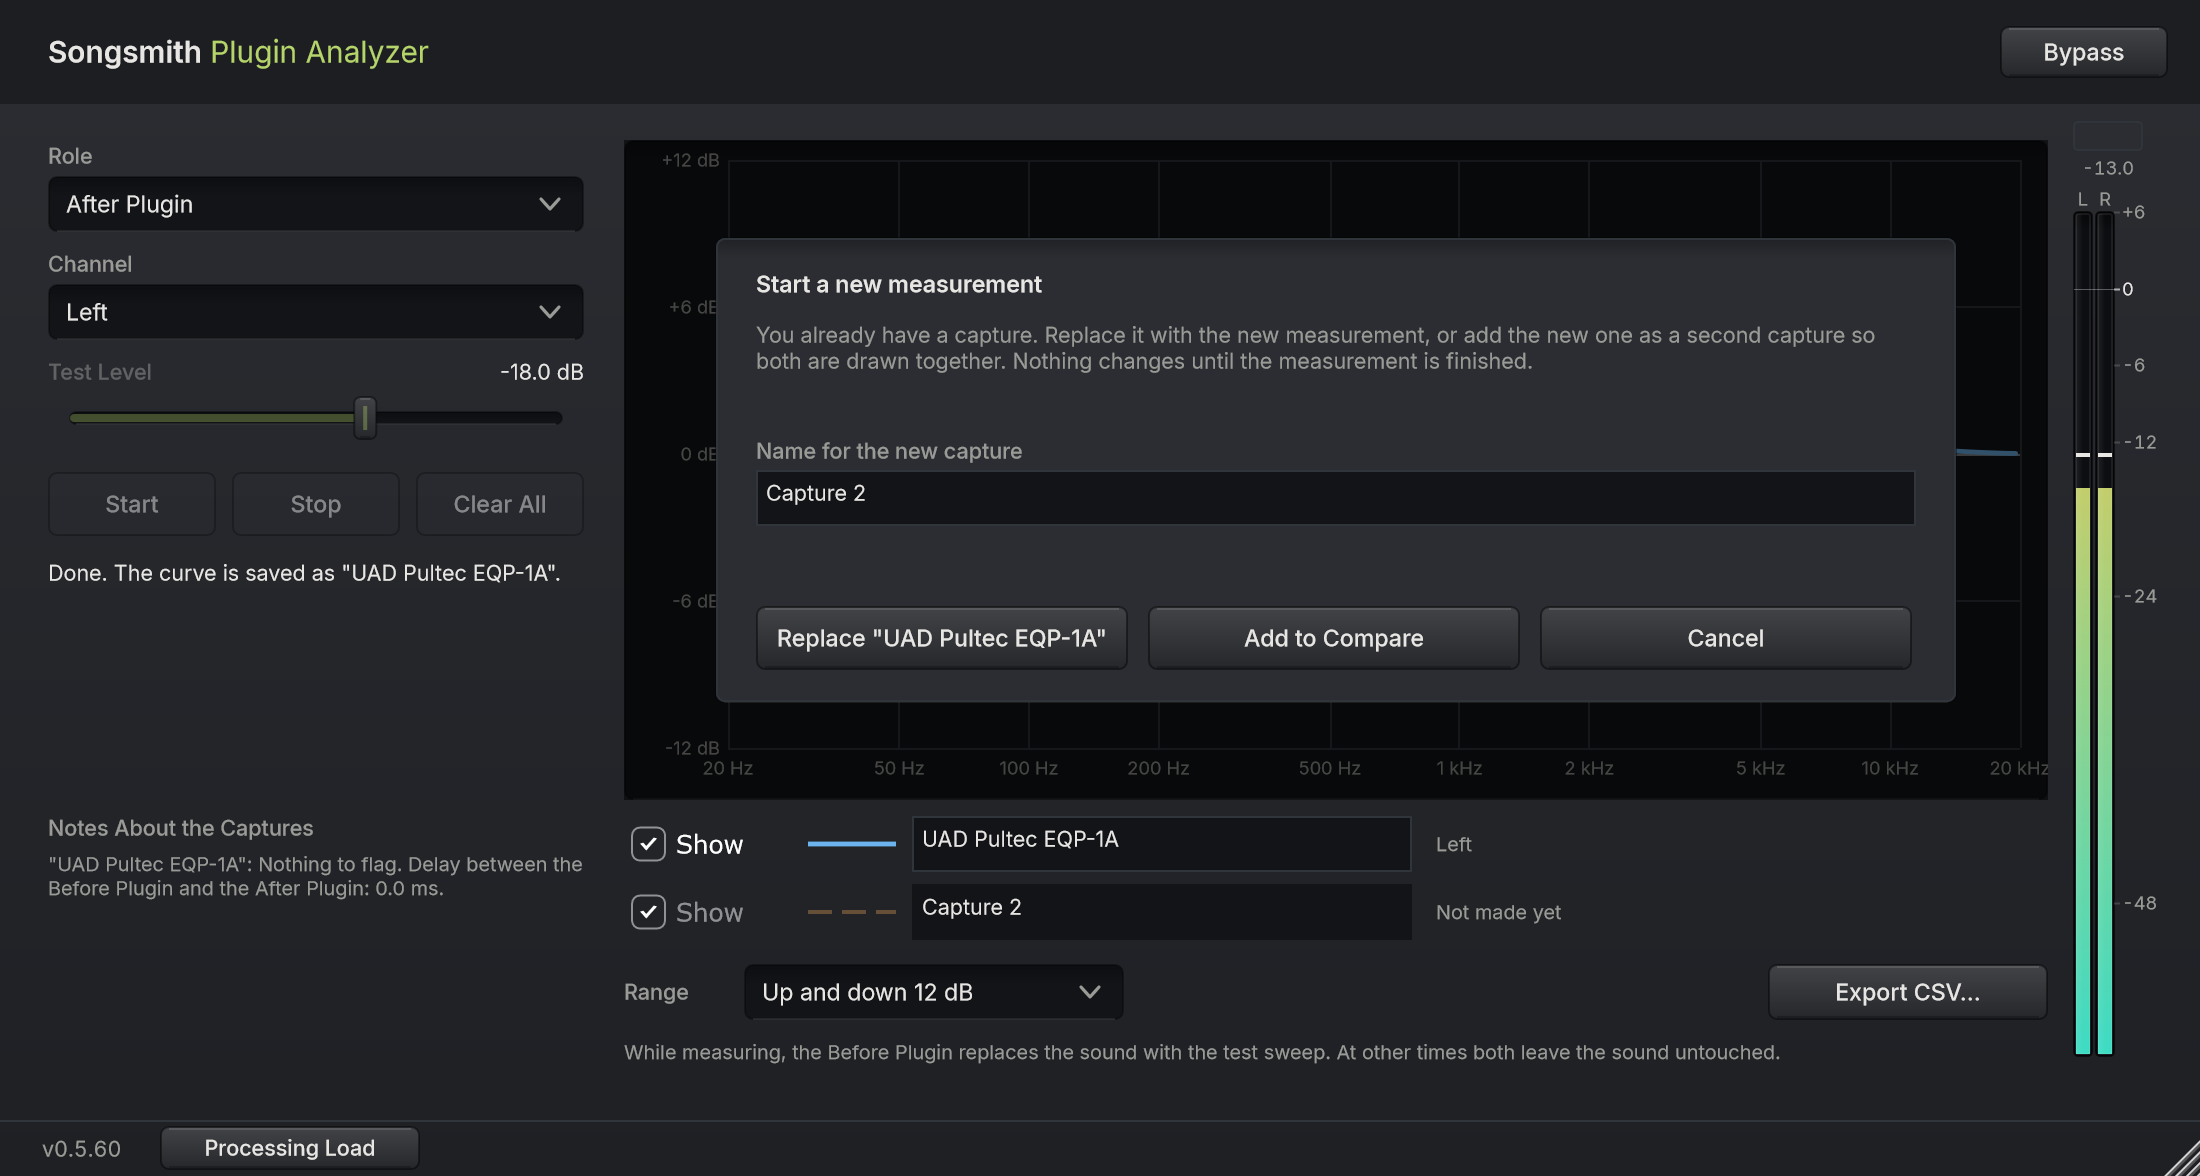 Songsmith Plugin Analyzer
Bypass
Role
After Plugin
Channel
Left
Test Level
-18.0 dB
Start
Stop
Clear All
Done. The curve is saved as "UAD Pultec EQP-1A".
Notes About the Captures
"UAD Pultec EQP-1A": Nothing to flag. Delay between the
Before Plugin and the After Plugin: 0.0 ms.
+12 dB
+6 dB
0 dB
-6 dB
-12 dB
20 Hz
50 Hz
100 Hz
200 Hz
500 Hz
1 kHz
2 kHz
5 kHz
10 kHz
20 kHz
Start a new measurement
You already have a capture. Replace it with the new measurement, or add the new one as a second capture so
both are drawn together. Nothing changes until the measurement is finished.
Name for the new capture
Capture 2
Replace "UAD Pultec EQP-1A"
Add to Compare
Cancel
Show
UAD Pultec EQP-1A
Left
Show
Capture 2
Not made yet
Range
Up and down 12 dB
Export CSV...
While measuring, the Before Plugin replaces the sound with the test sweep. At other times both leave the sound untouched.
-13.0
L R
+6
0
-6
-12
-24
-48
v0.5.60
Processing Load